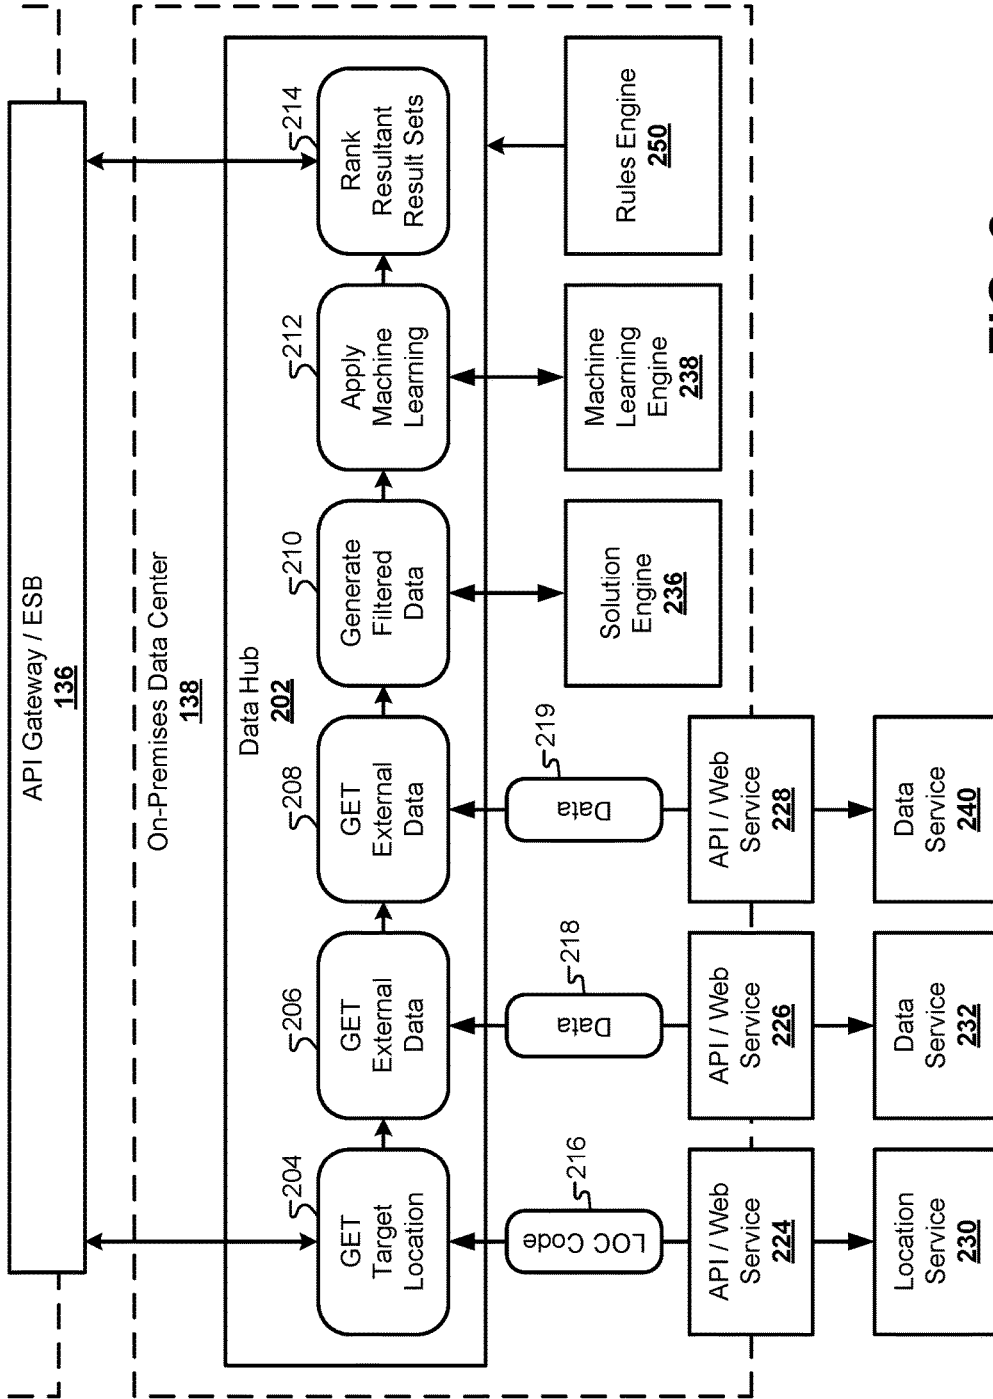 API Gateway / ESB
136
On-Premises Data Center
138
Data Hub
202
204
GET
Target
Location
206
GET
External
Data
208
GET
External
Data
210
Generate
Filtered
Data
212
Apply
Machine
Learning
214
Rank
Resultant
Result Sets
LOC Code
216
Data
218
Data
219
API / Web
Service
224
API / Web
Service
226
API / Web
Service
228
Solution
Engine
236
Machine
Learning
Engine
238
Rules Engine
250
Location
Service
230
Data
Service
232
Data
Service
240